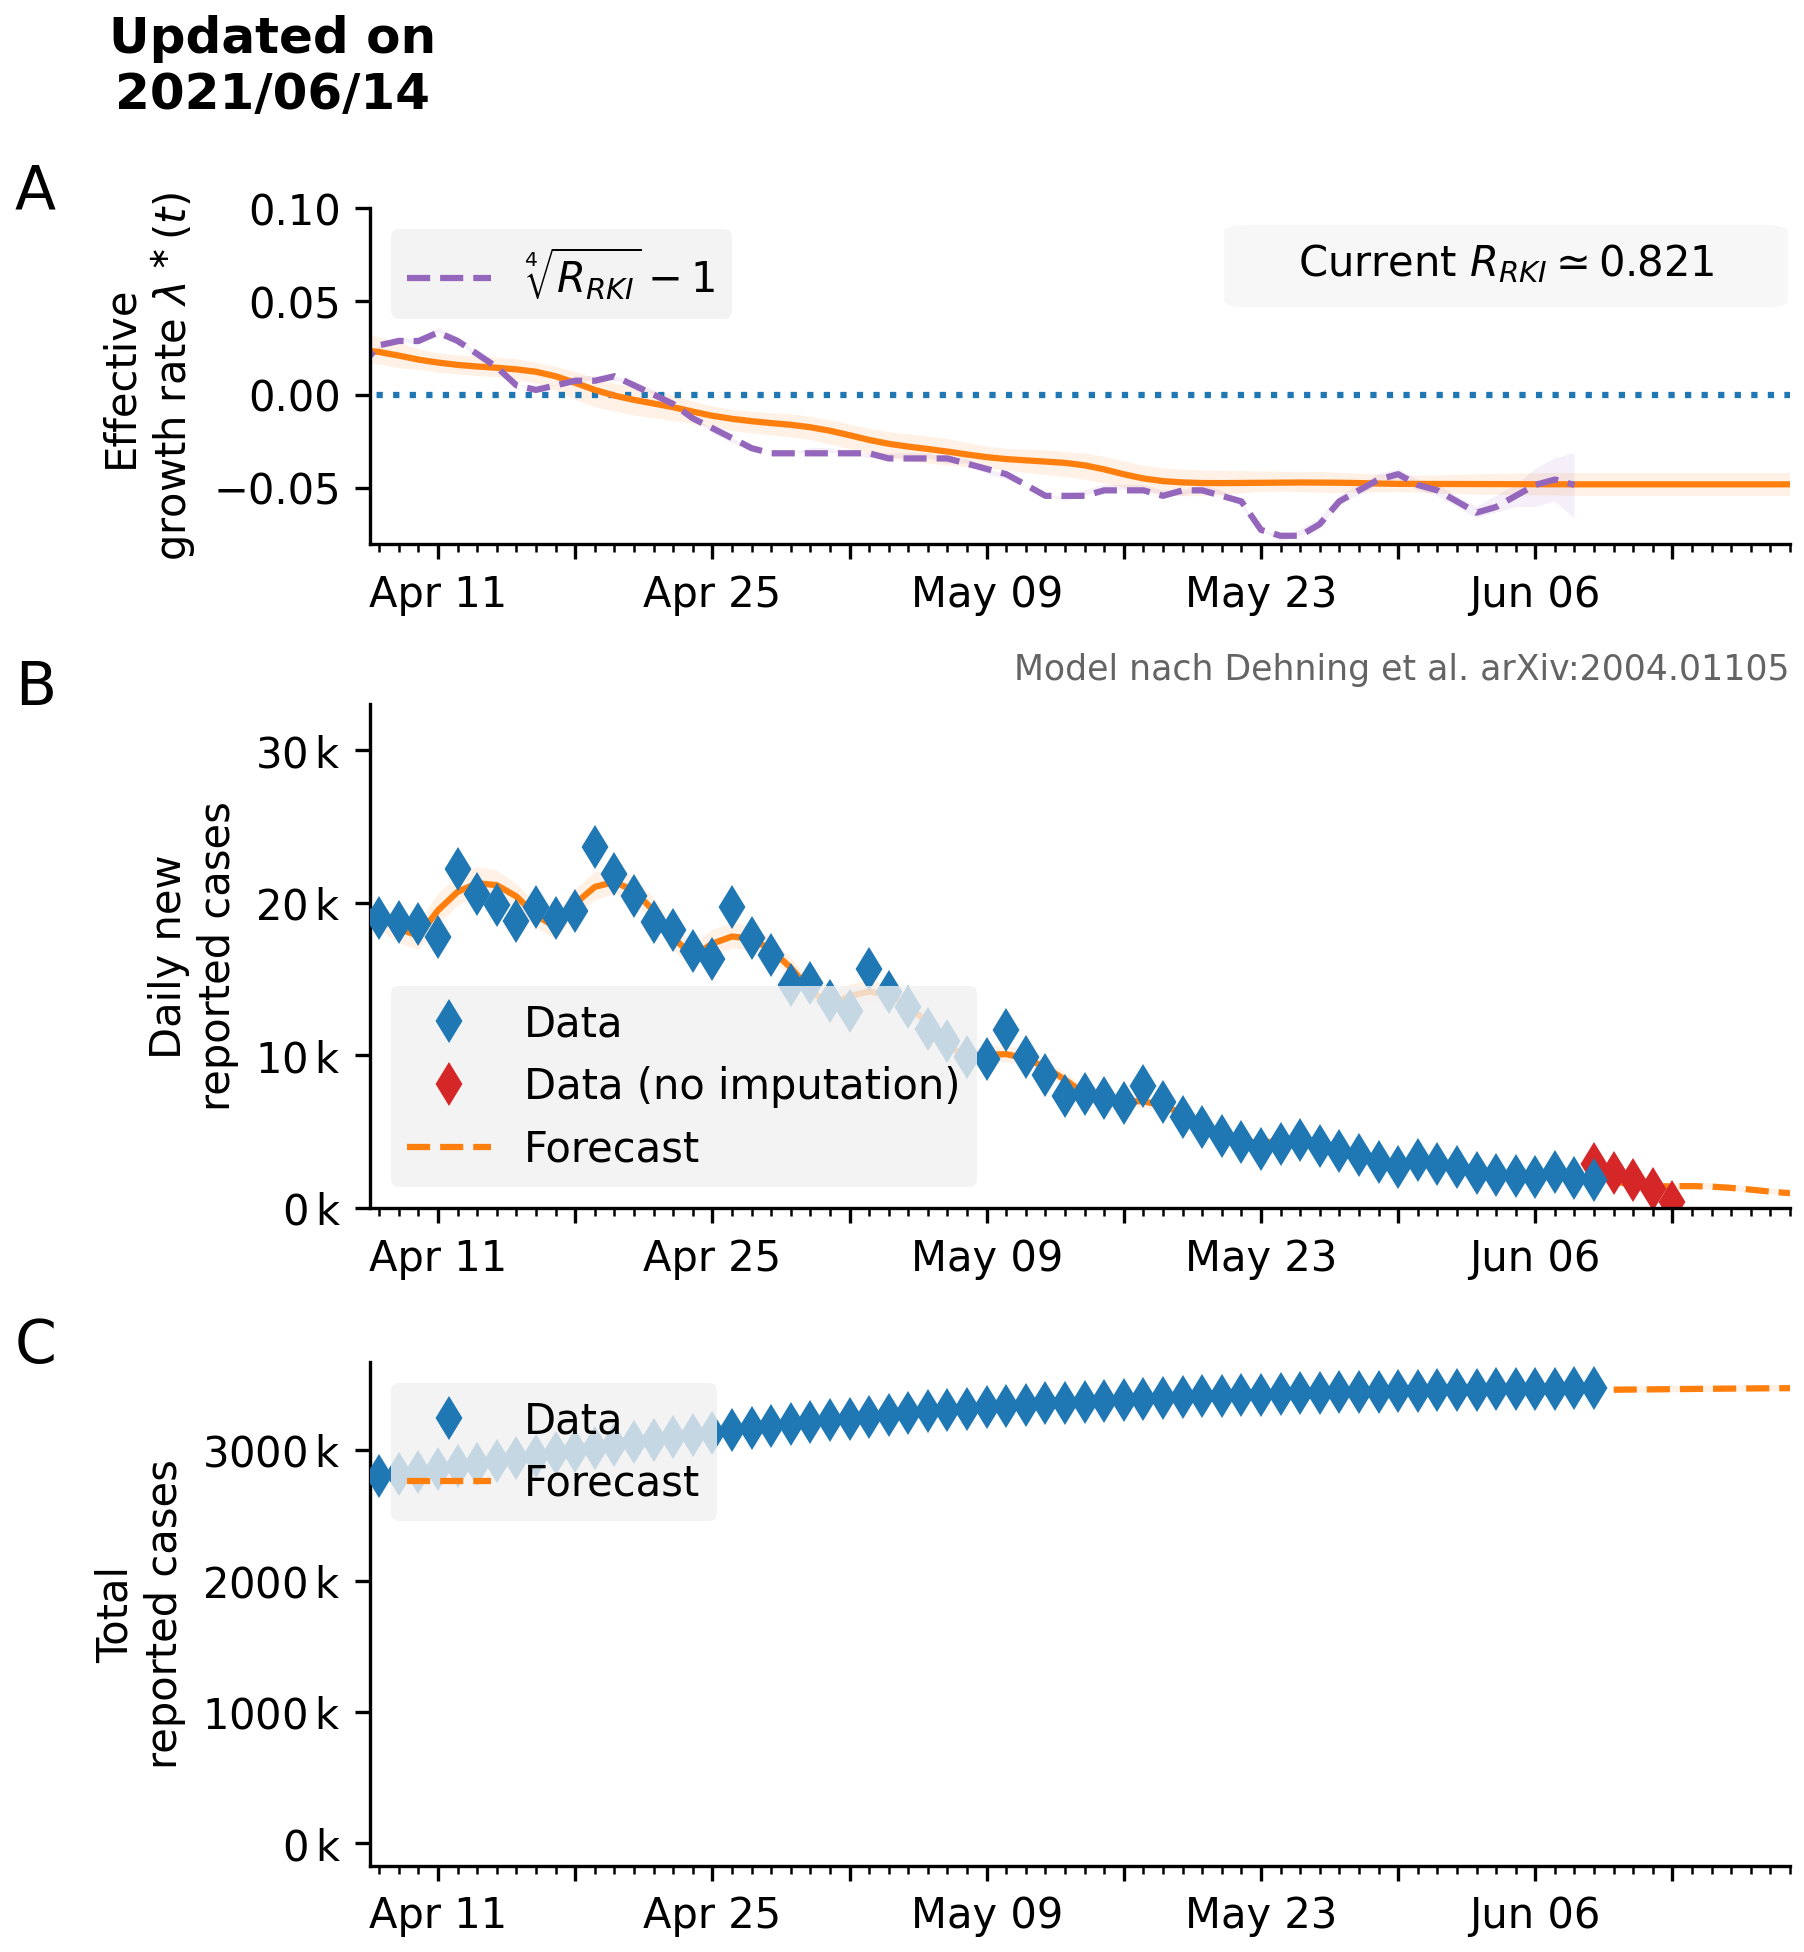 Updated on
2021/06/14
A
Effective
growth rate λ * (t)
0.10
0.05
0.00
−0.05
∜R_RKI − 1
Current R_RKI ≃ 0.821
Apr 11 Apr 25 May 09 May 23 Jun 06
Model nach Dehning et al. arXiv:2004.01105
B
Daily new
reported cases
30 k
20 k
10 k
0 k
Data
Data (no imputation)
Forecast
Apr 11 Apr 25 May 09 May 23 Jun 06
C
Total
reported cases
3000 k
2000 k
1000 k
0 k
Data
Forecast
Apr 11 Apr 25 May 09 May 23 Jun 06